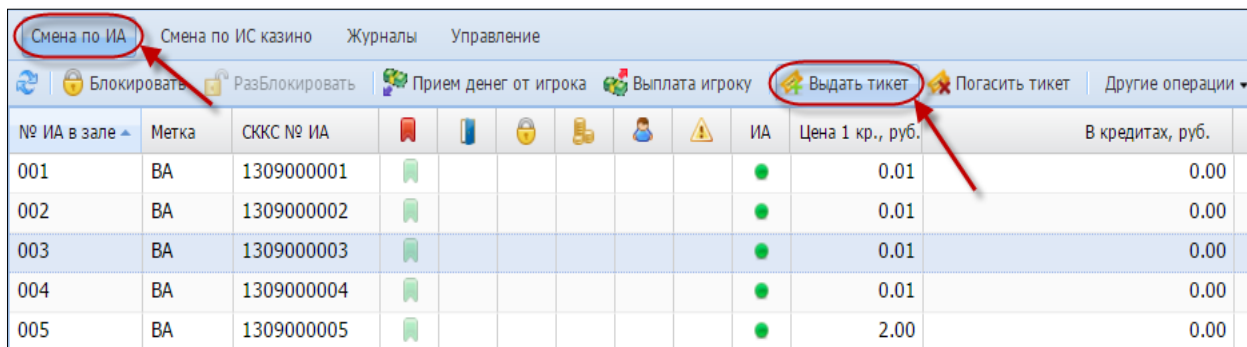 Смена по ИА Смена по ИС казино Журналы Управление
Блокировать РазБлокировать Прием денег от игрока Выплата игроку Выдать тикет Погасить тикет Другие операции
№ ИА в зале Метка СККС № ИА ИА Цена 1 кр., руб. В кредитах, руб.
001 ВА 1309000001 0.01 0.00
002 ВА 1309000002 0.01 0.00
003 ВА 1309000003 0.01 0.00
004 ВА 1309000004 0.01 0.00
005 ВА 1309000005 2.00 0.00